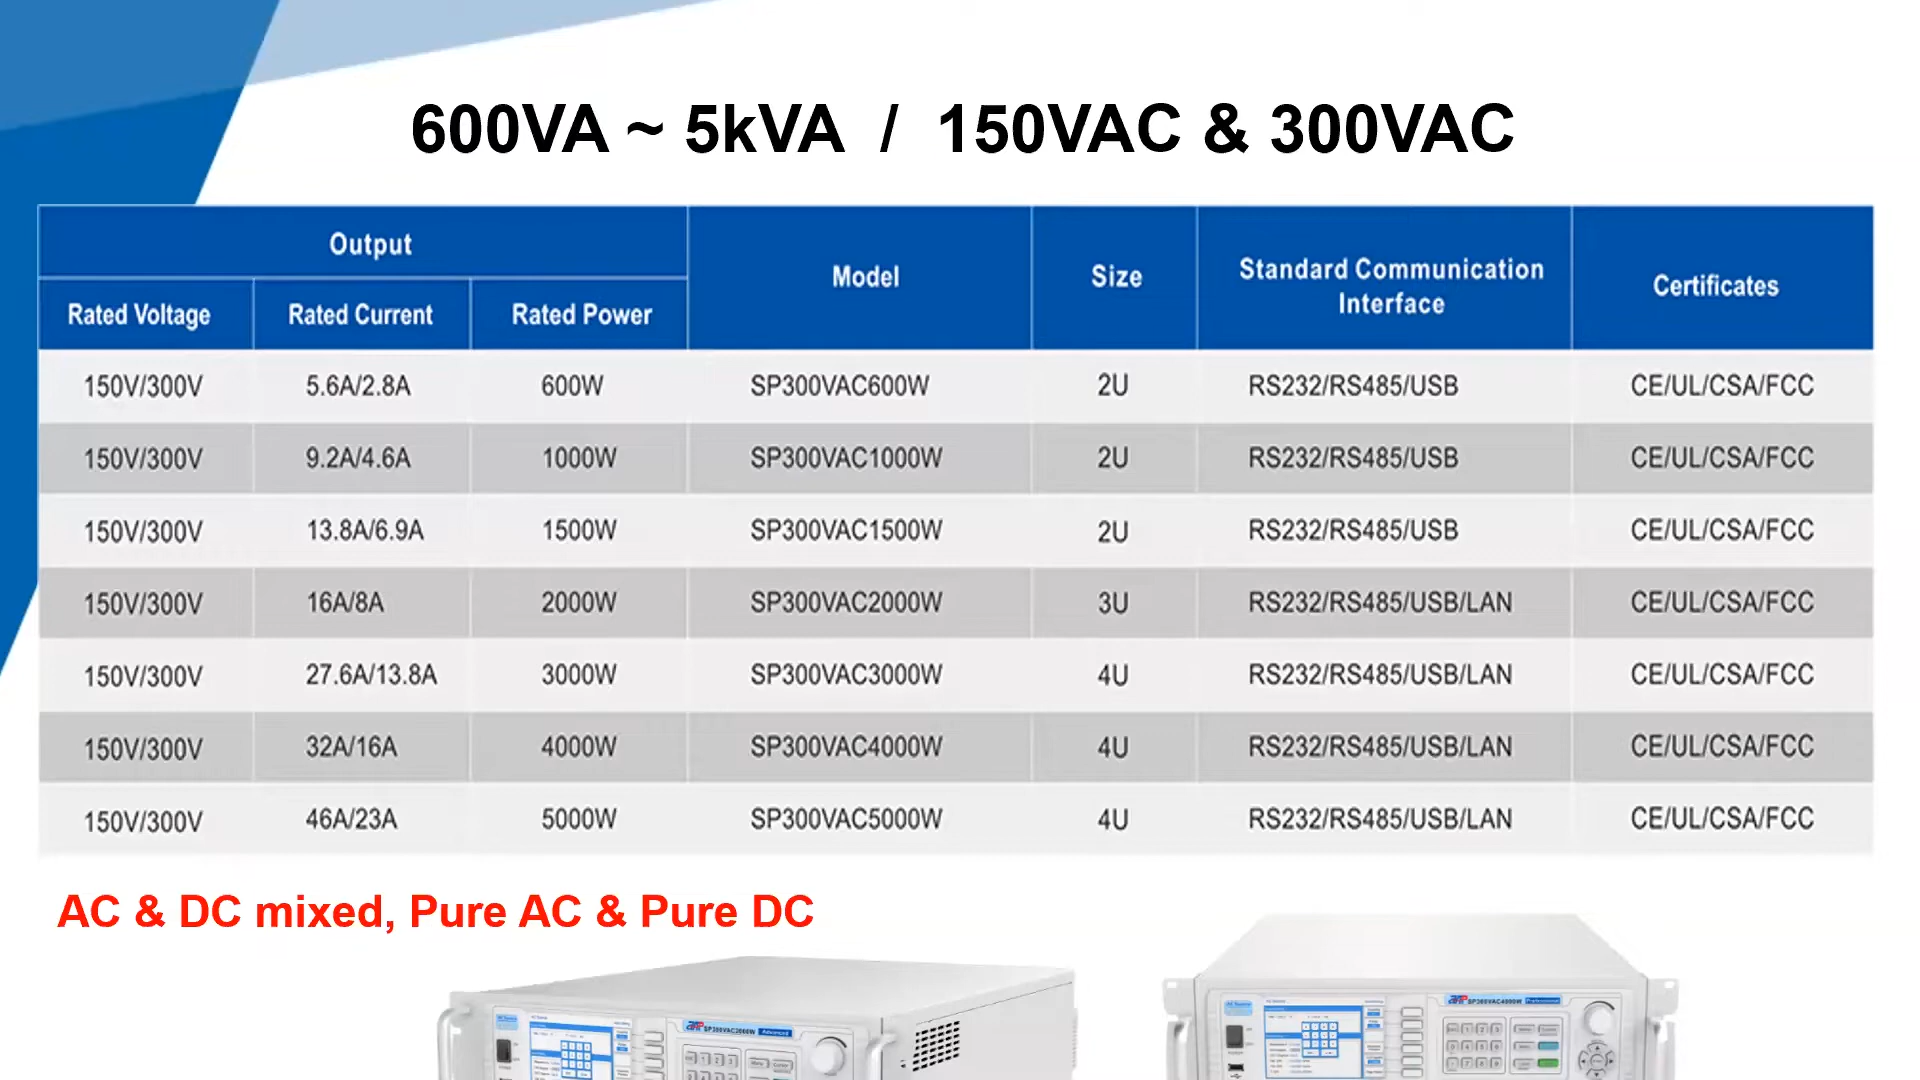 600VA ~ 5kVA / 150VAC & 300VAC
Output Model Size Standard Communication Interface Certificates
Rated Voltage Rated Current Rated Power
150V/300V 5.6A/2.8A 600W SP300VAC600W 2U RS232/RS485/USB CE/UL/CSA/FCC
150V/300V 9.2A/4.6A 1000W SP300VAC1000W 2U RS232/RS485/USB CE/UL/CSA/FCC
150V/300V 13.8A/6.9A 1500W SP300VAC1500W 2U RS232/RS485/USB CE/UL/CSA/FCC
150V/300V 16A/8A 2000W SP300VAC2000W 3U RS232/RS485/USB/LAN CE/UL/CSA/FCC
150V/300V 27.6A/13.8A 3000W SP300VAC3000W 4U RS232/RS485/USB/LAN CE/UL/CSA/FCC
150V/300V 32A/16A 4000W SP300VAC4000W 4U RS232/RS485/USB/LAN CE/UL/CSA/FCC
150V/300V 46A/23A 5000W SP300VAC5000W 4U RS232/RS485/USB/LAN CE/UL/CSA/FCC
AC & DC mixed, Pure AC & Pure DC
SP300VAC2000W Advanced
SP300VAC4000W Professional